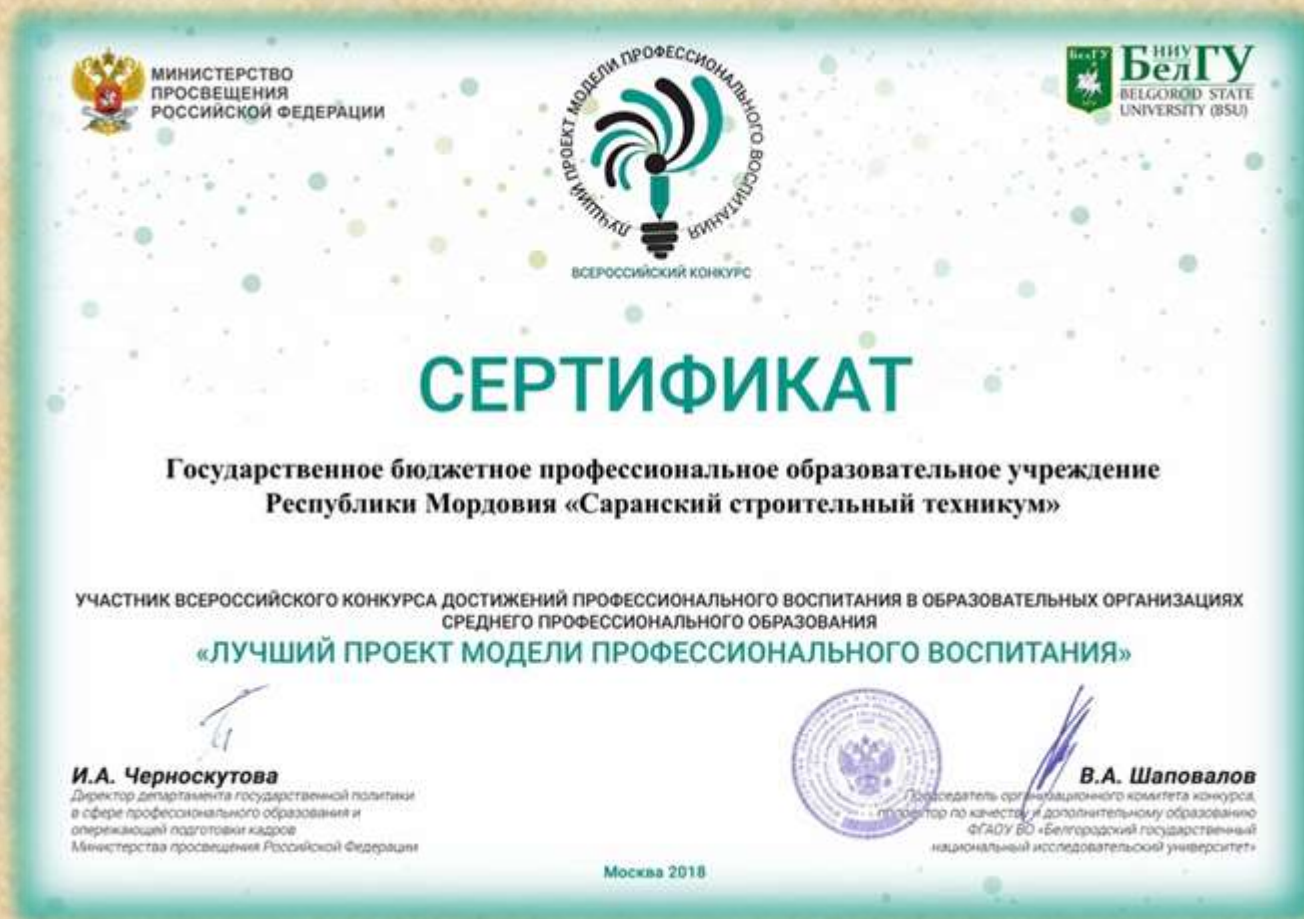 МИНИСТЕРСТВО
ПРОСВЕЩЕНИЯ
РОССИЙСКОЙ ФЕДЕРАЦИИ
ЛУЧШИЙ ПРОЕКТ МОДЕЛИ ПРОФЕССИОНАЛЬНОГО ВОСПИТАНИЯ
ВСЕРОССИЙСКИЙ КОНКУРС
БелГУ
НИУ
БелГУ
BELGOROD STATE
UNIVERSITY (BSU)
СЕРТИФИКАТ
Государственное бюджетное профессиональное образовательное учреждение
Республики Мордовия «Саранский строительный техникум»
УЧАСТНИК ВСЕРОССИЙСКОГО КОНКУРСА ДОСТИЖЕНИЙ ПРОФЕССИОНАЛЬНОГО ВОСПИТАНИЯ В ОБРАЗОВАТЕЛЬНЫХ ОРГАНИЗАЦИЯХ
СРЕДНЕГО ПРОФЕССИОНАЛЬНОГО ОБРАЗОВАНИЯ
«ЛУЧШИЙ ПРОЕКТ МОДЕЛИ ПРОФЕССИОНАЛЬНОГО ВОСПИТАНИЯ»
И.А. Черноскутова
Директор департамента государственной политики
в сфере профессионального образования и
опережающей подготовки кадров
Министерства просвещения Российской Федерации
В.А. Шаповалов
Председатель организационного комитета конкурса,
проректор по качеству и дополнительному образованию
ФГАОУ ВО «Белгородский государственный
национальный исследовательский университет»
Москва 2018